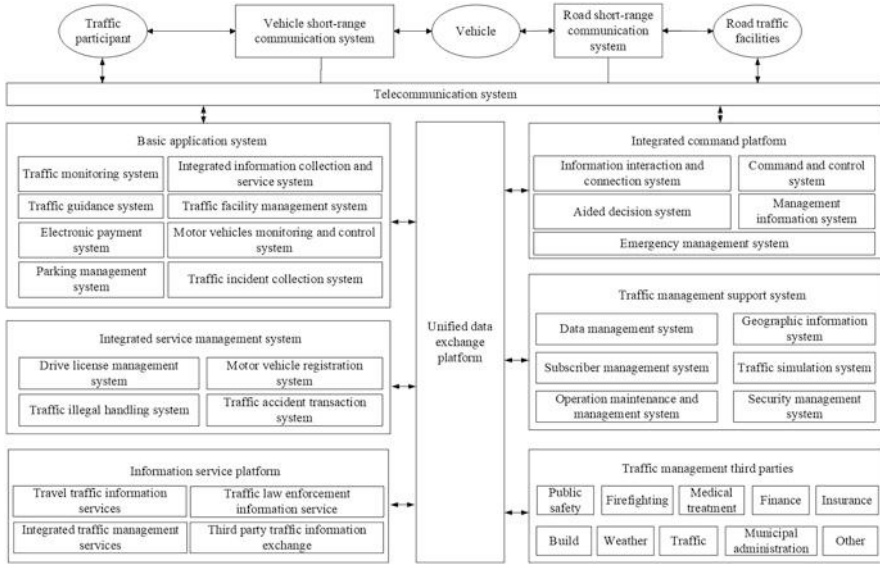 Traffic
participant
Vehicle short-range
communication system
Vehicle
Road short-range
communication
system
Road traffic
facilities
Telecommunication system
Basic application system
Traffic monitoring system
Integrated information collection and
service system
Traffic guidance system
Traffic facility management system
Electronic payment
system
Motor vehicles monitoring and control
system
Parking management
system
Traffic incident collection system
Integrated service management system
Drive license management
system
Motor vehicle registration
system
Traffic illegal handling system
Traffic accident transaction
system
Information service platform
Travel traffic information
services
Traffic law enforcement
information service
Integrated traffic management
services
Third party traffic information
exchange
Unified data
exchange
platform
Integrated command platform
Information interaction and
connection system
Command and control
system
Aided decision system
Management
information system
Emergency management system
Traffic management support system
Data management system
Geographic information
system
Subscriber management system
Traffic simulation system
Operation maintenance and
management system
Security management
system
Traffic management third parties
Public
safety
Firefighting
Medical
treatment
Finance
Insurance
Build
Weather
Traffic
Municipal
administration
Other